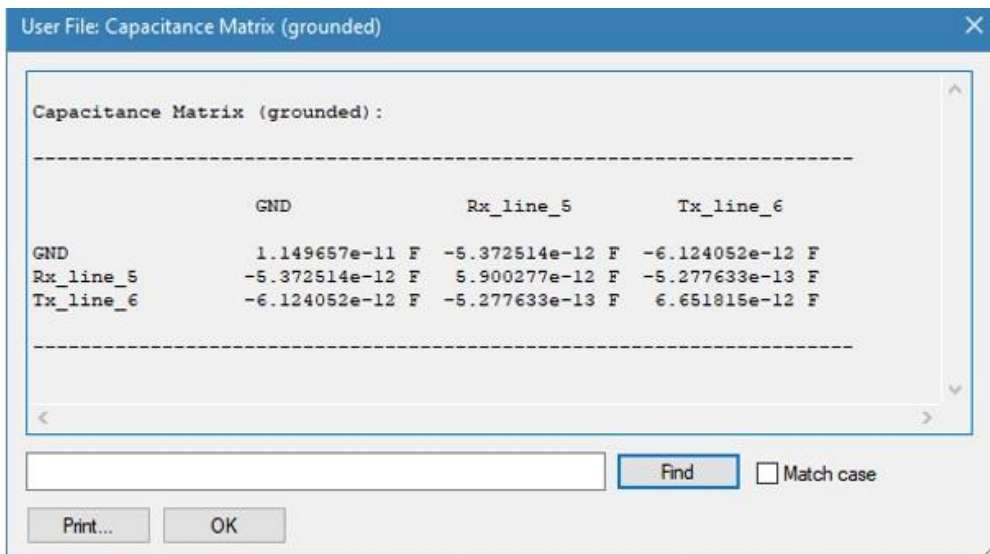 User File: Capacitance Matrix (grounded)
Capacitance Matrix (grounded):
------------------------------------------------------------------------
GND Rx_line_5 Tx_line_6
GND 1.149657e-11 F -5.372514e-12 F -6.124052e-12 F
Rx_line_5 -5.372514e-12 F 5.900277e-12 F -5.277633e-13 F
Tx_line_6 -6.124052e-12 F -5.277633e-13 F 6.651815e-12 F
------------------------------------------------------------------------
Find Match case
Print... OK